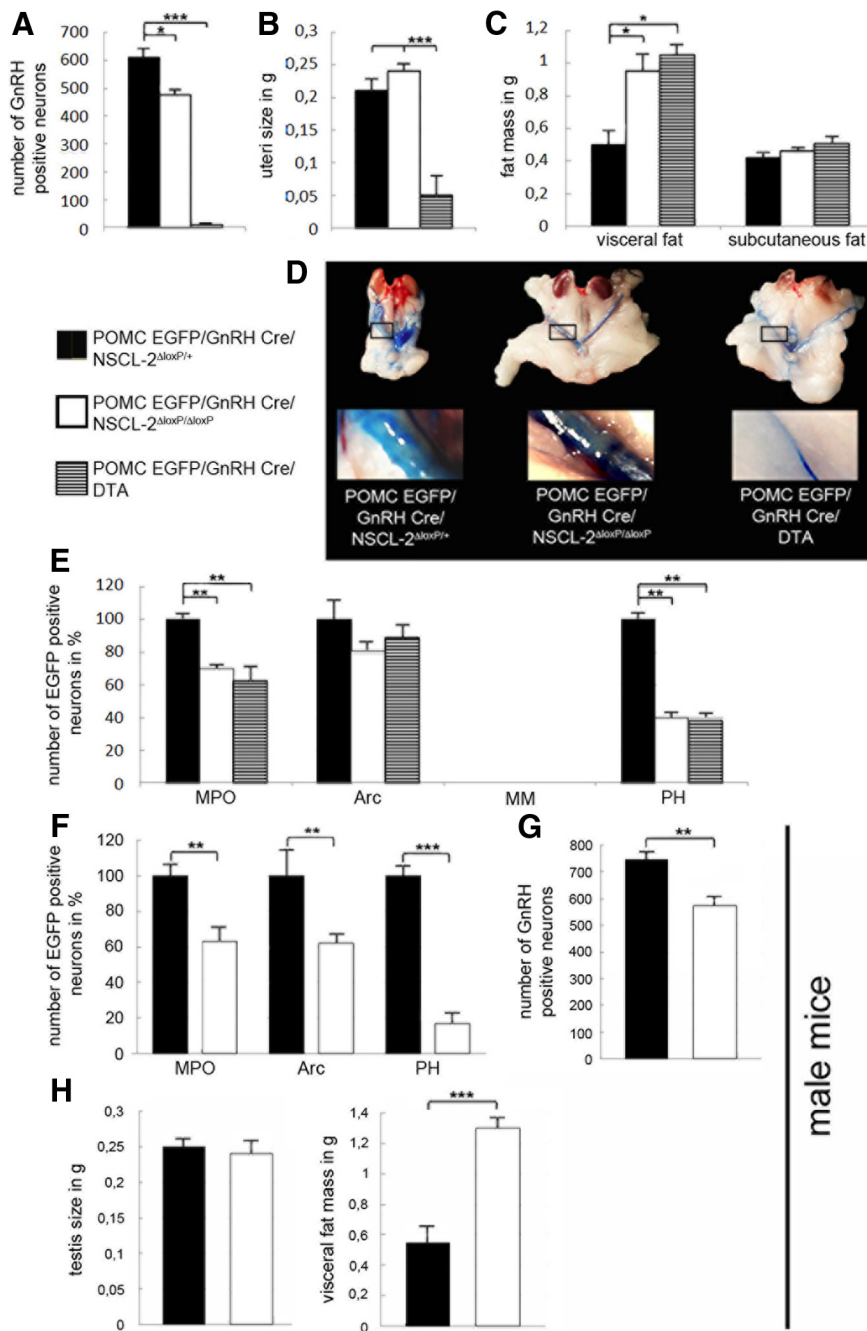 A
number of GnRH
positive neurons
700
600
500
400
300
200
100
0
***
*
B
uteri size in g
0,3
0,25
0,2
0,15
0,1
0,05
0
***
C
fat mass in g
1,2
1
0,8
0,6
0,4
0,2
0
*
*
visceral fat
subcutaneous fat
POMC EGFP/GnRH Cre/
NSCL-2ΔloxP/+
POMC EGFP/GnRH Cre/
NSCL-2ΔloxP/ΔloxP
POMC EGFP/GnRH Cre/
DTA
D
POMC EGFP/
GnRH Cre/
NSCL-2ΔloxP/+
POMC EGFP/
GnRH Cre/
NSCL-2ΔloxP/ΔloxP
POMC EGFP/
GnRH Cre/
DTA
E
number of EGFP positive
neurons in %
120
100
80
60
40
20
0
**
**
**
**
MPO
Arc
MM
PH
F
number of EGFP positive
neurons in %
120
100
80
60
40
20
0
**
**
***
MPO
Arc
PH
G
number of GnRH
positive neurons
800
700
600
500
400
300
200
100
0
**
male mice
H
testis size in g
0,3
0,25
0,2
0,15
0,1
0,05
0
visceral fat mass in g
1,4
1,2
1
0,8
0,6
0,4
0,2
0
***